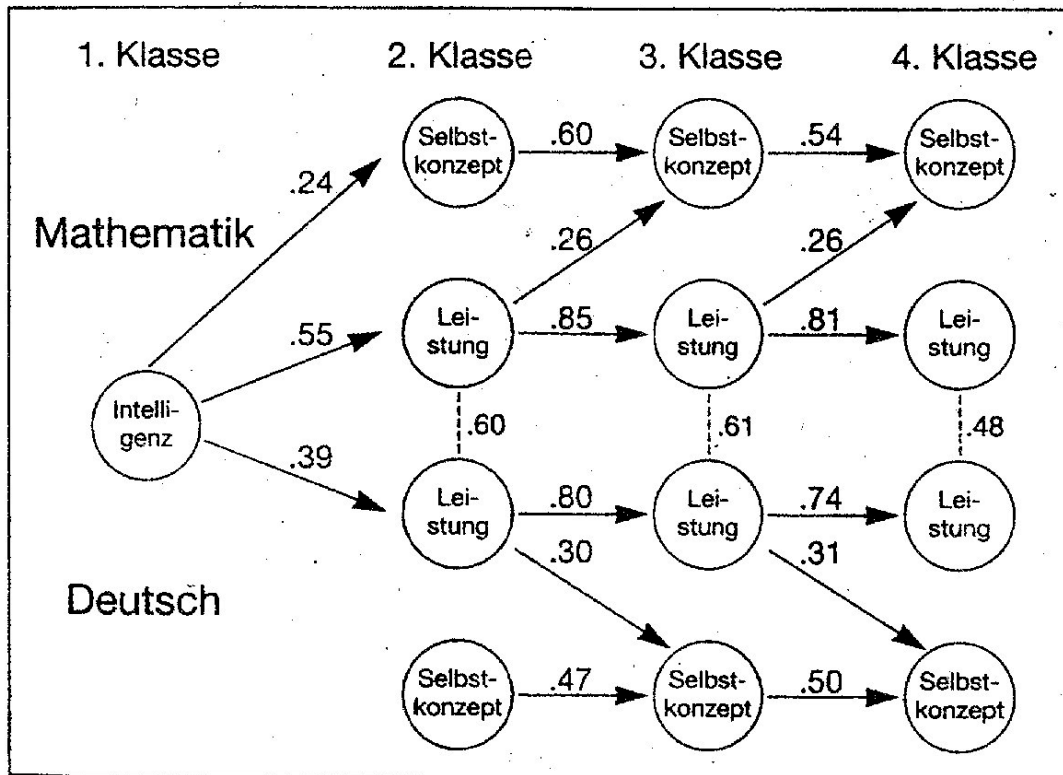 1. Klasse 2. Klasse 3. Klasse 4. Klasse
Selbst-
konzept
.60
Selbst-
konzept
.54
Selbst-
konzept
.24
Mathematik
.26
.26
Lei-
stung
.85
Lei-
stung
.81
Lei-
stung
.55
Intelli-
genz
.60
.61
.48
.39
Lei-
stung
.80
Lei-
stung
.74
Lei-
stung
.30
.31
Deutsch
Selbst-
konzept
.47
Selbst-
konzept
.50
Selbst-
konzept